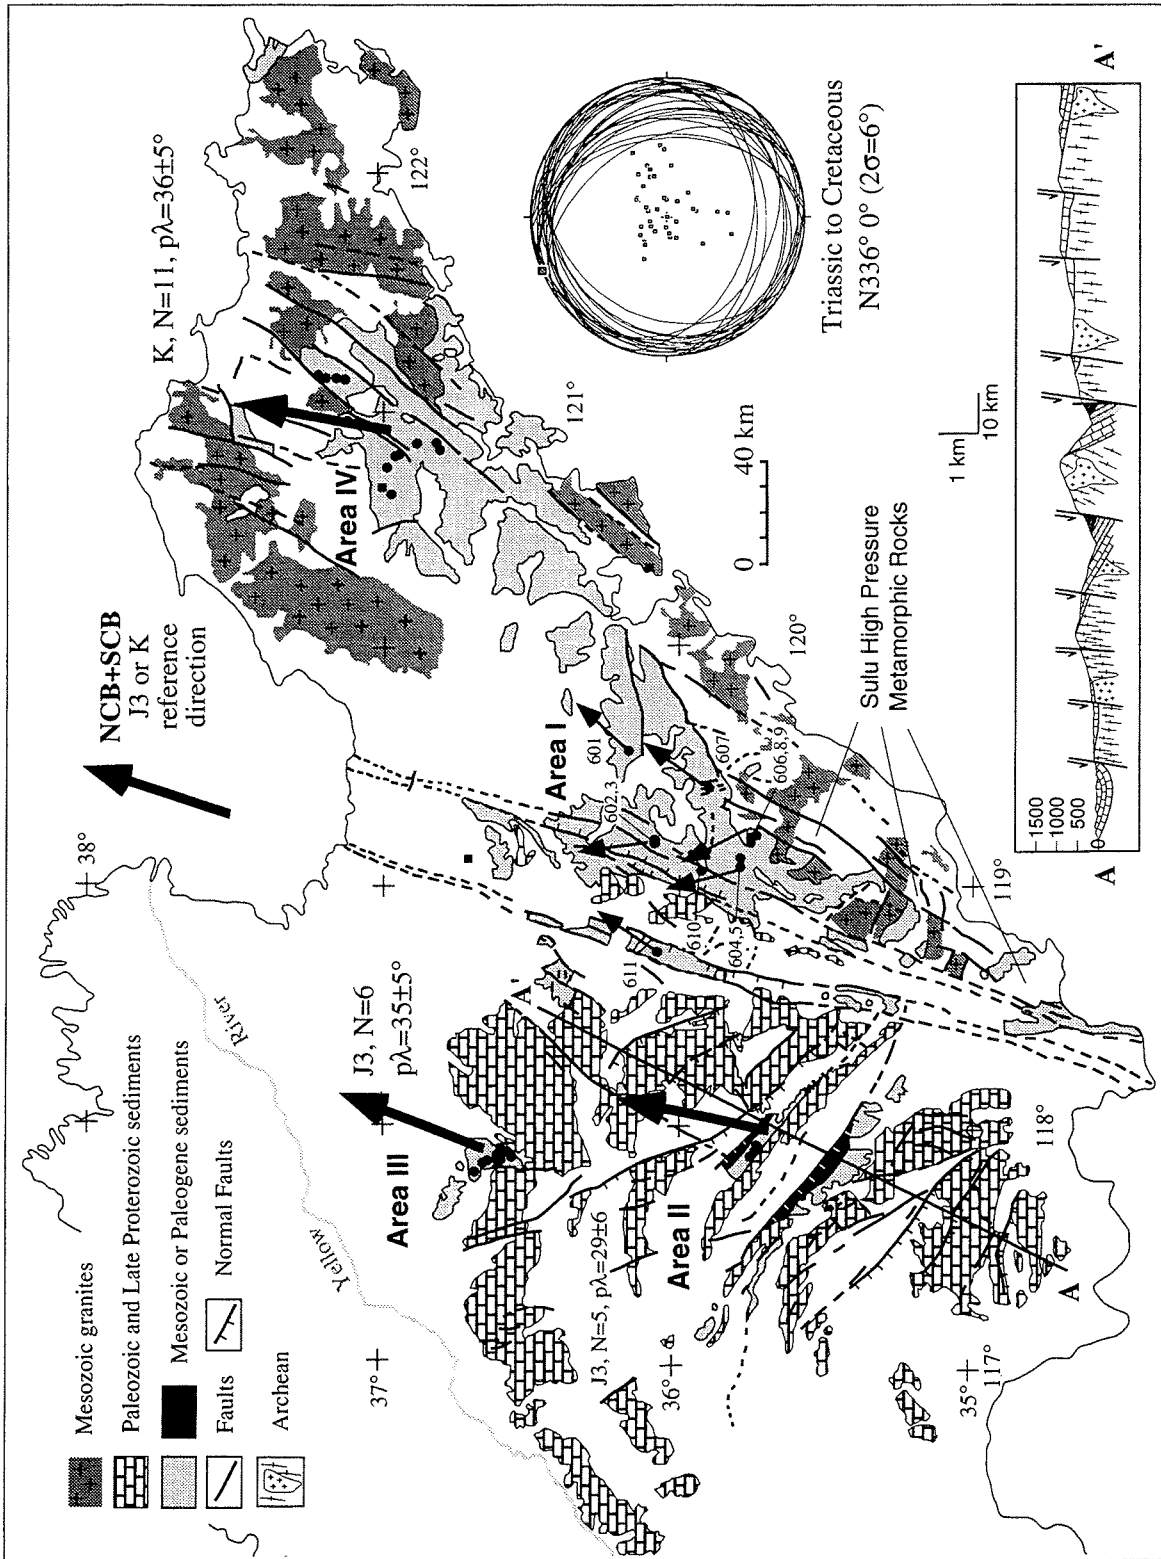 Mesozoic granites
Paleozoic and Late Proterozoic sediments
Mesozoic or Paleogene sediments
Faults
Normal Faults
Archean
Yellow
River
38°
37°
36°
35°
117°
118°
119°
120°
121°
122°
NCB+SCB
J3 or K
reference
direction
K, N=11, pλ=36±5°
J3, N=6
pλ=35±5°
J3, N=5, pλ=29±6
Area III
Area II
Area I
Area IV
601
602,3
607
606,8,9
604,5
610
611
A
A'
0
40 km
Sulu High Pressure
Metamorphic Rocks
Triassic to Cretaceous
N336° 0° (2σ=6°)
1 km
10 km
1500
1000
500
0
A
A'